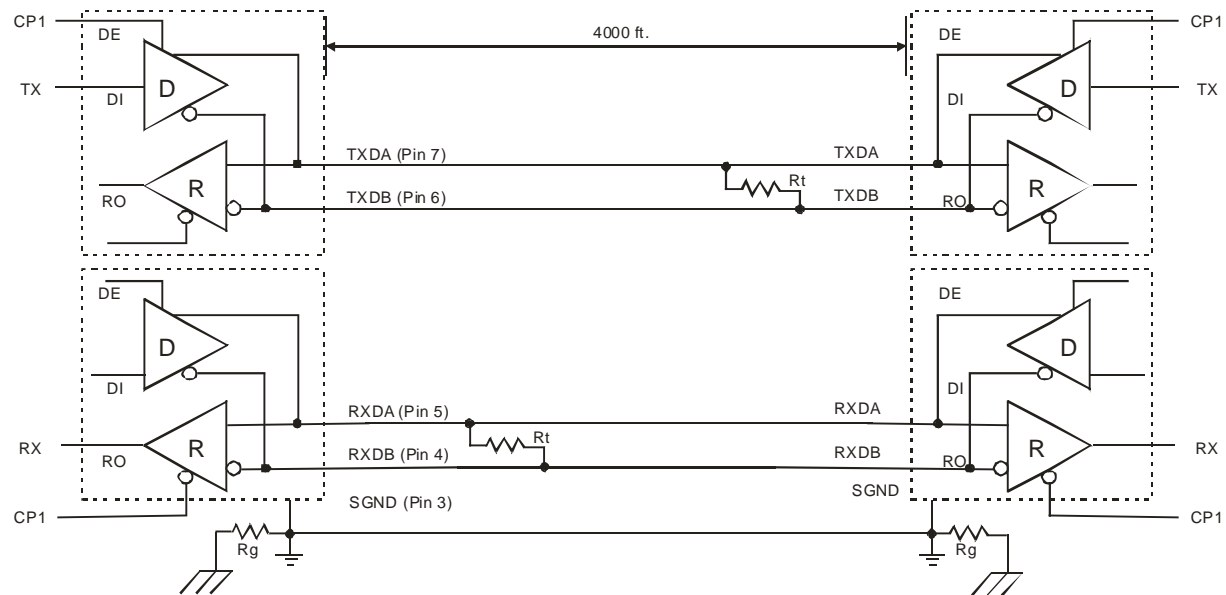 CP1
DE
4000 ft.
DE
CP1
TX
D
DI
DI
D
TX
TXDA (Pin 7)
TXDA
RO
R
Rt
R
TXDB (Pin 6)
TXDB
RO
DE
DE
D
DI
DI
D
RXDA (Pin 5)
RXDA
RX
RO
R
Rt
R
RX
RXDB (Pin 4)
RXDB
RO
CP1
SGND (Pin 3)
SGND
CP1
Rg
Rg